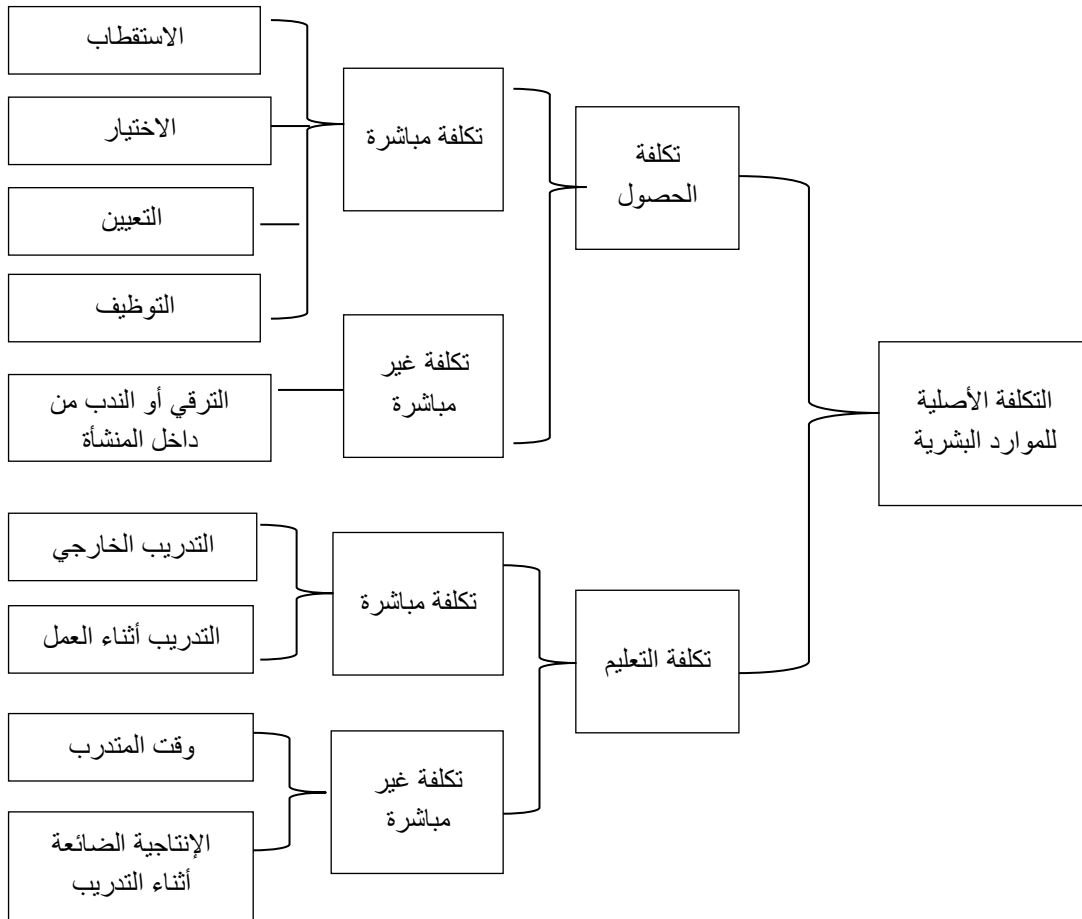 التكلفة الأصلية
للموارد البشرية
تكلفة
الحصول
تكلفة مباشرة
الاستقطاب
الاختيار
التعيين
التوظيف
تكلفة غير
مباشرة
الترقي أو الندب من
داخل المنشأة
تكلفة التعليم
تكلفة مباشرة
التدريب الخارجي
التدريب أثناء العمل
تكلفة غير
مباشرة
وقت المتدرب
الإنتاجية الضائعة
أثناء التدريب